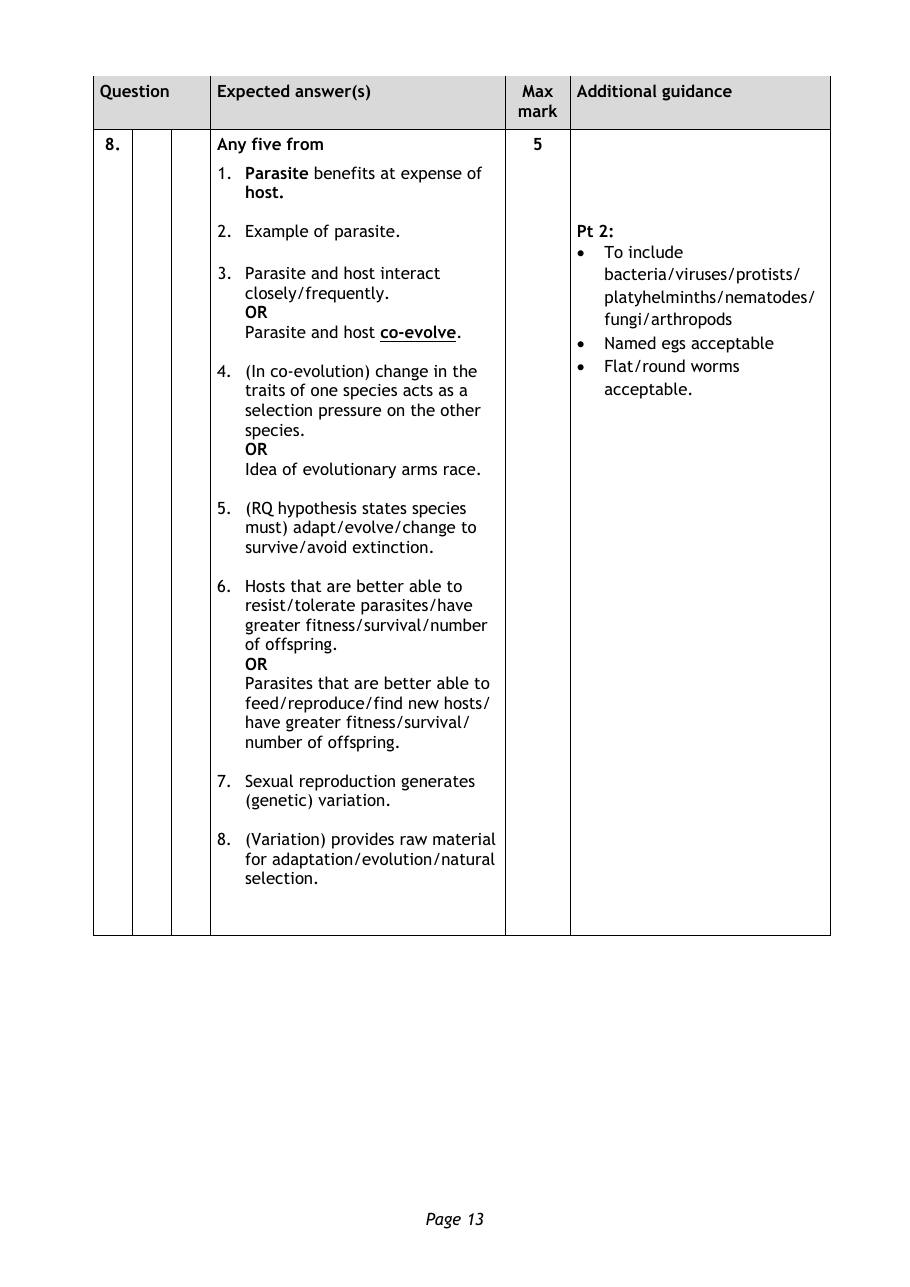 Question Expected answer(s) Max mark Additional guidance
8. Any five from 5
1. Parasite benefits at expense of
host.
2. Example of parasite.
3. Parasite and host interact
closely/frequently.
OR
Parasite and host co-evolve.
4. (In co-evolution) change in the
traits of one species acts as a
selection pressure on the other
species.
OR
Idea of evolutionary arms race.
5. (RQ hypothesis states species
must) adapt/evolve/change to
survive/avoid extinction.
6. Hosts that are better able to
resist/tolerate parasites/have
greater fitness/survival/number
of offspring.
OR
Parasites that are better able to
feed/reproduce/find new hosts/
have greater fitness/survival/
number of offspring.
7. Sexual reproduction generates
(genetic) variation.
8. (Variation) provides raw material
for adaptation/evolution/natural
selection.
Pt 2:
• To include
bacteria/viruses/protists/
platyhelminths/nematodes/
fungi/arthropods
• Named egs acceptable
• Flat/round worms
acceptable.
Page 13